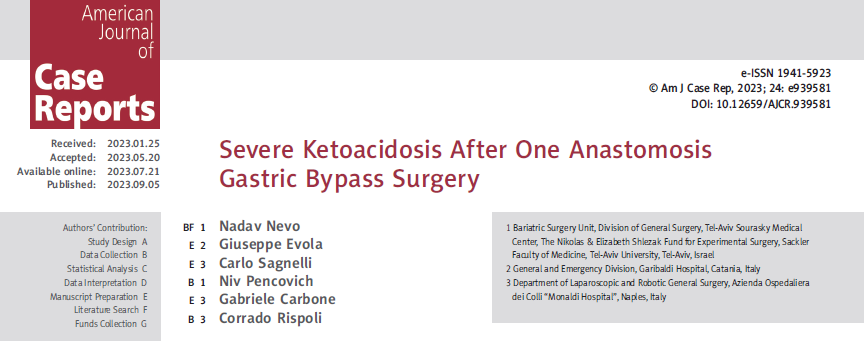 American
Journal
of
Case
Reports
e-ISSN 1941-5923
© Am J Case Rep, 2023; 24: e939581
DOI: 10.12659/AJCR.939581
Received: 2023.01.25
Accepted: 2023.05.20
Available online: 2023.07.21
Published: 2023.09.05
Severe Ketoacidosis After One Anastomosis
Gastric Bypass Surgery
Authors' Contribution:
Study Design A
Data Collection B
Statistical Analysis C
Data Interpretation D
Manuscript Preparation E
Literature Search F
Funds Collection G
BF 1 Nadav Nevo
E 2 Giuseppe Evola
E 3 Carlo Sagnelli
B 1 Niv Pencovich
E 3 Gabriele Carbone
B 3 Corrado Rispoli
1 Bariatric Surgery Unit, Division of General Surgery, Tel-Aviv Sourasky Medical
Center, The Nikolas & Elizabeth Shlezak Fund for Experimental Surgery, Sackler
Faculty of Medicine, Tel-Aviv University, Tel-Aviv, Israel
2 General and Emergency Division, Garibaldi Hospital, Catania, Italy
3 Department of Laparoscopic and Robotic General Surgery, Azienda Ospedaliera
dei Colli "Monaldi Hospital", Naples, Italy